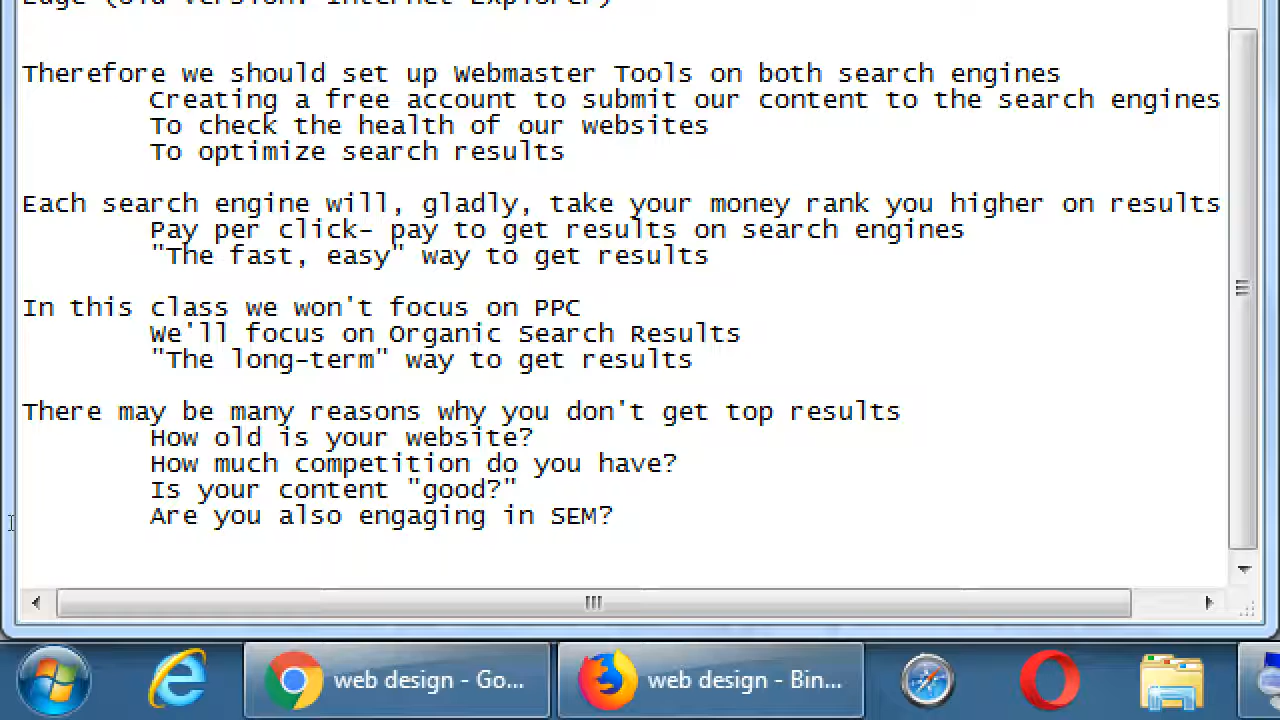 Edge (Old version: Internet Explorer)
Therefore we should set up Webmaster Tools on both search engines
Creating a free account to submit our content to the search engines
To check the health of our websites
To optimize search results
Each search engine will, gladly, take your money rank you higher on results
Pay per click- pay to get results on search engines
"The fast, easy" way to get results
In this class we won't focus on PPC
We'll focus on Organic Search Results
"The long-term" way to get results
There may be many reasons why you don't get top results
How old is your website?
How much competition do you have?
Is your content "good?"
Are you also engaging in SEM?
web design - Go...
web design - Bin...